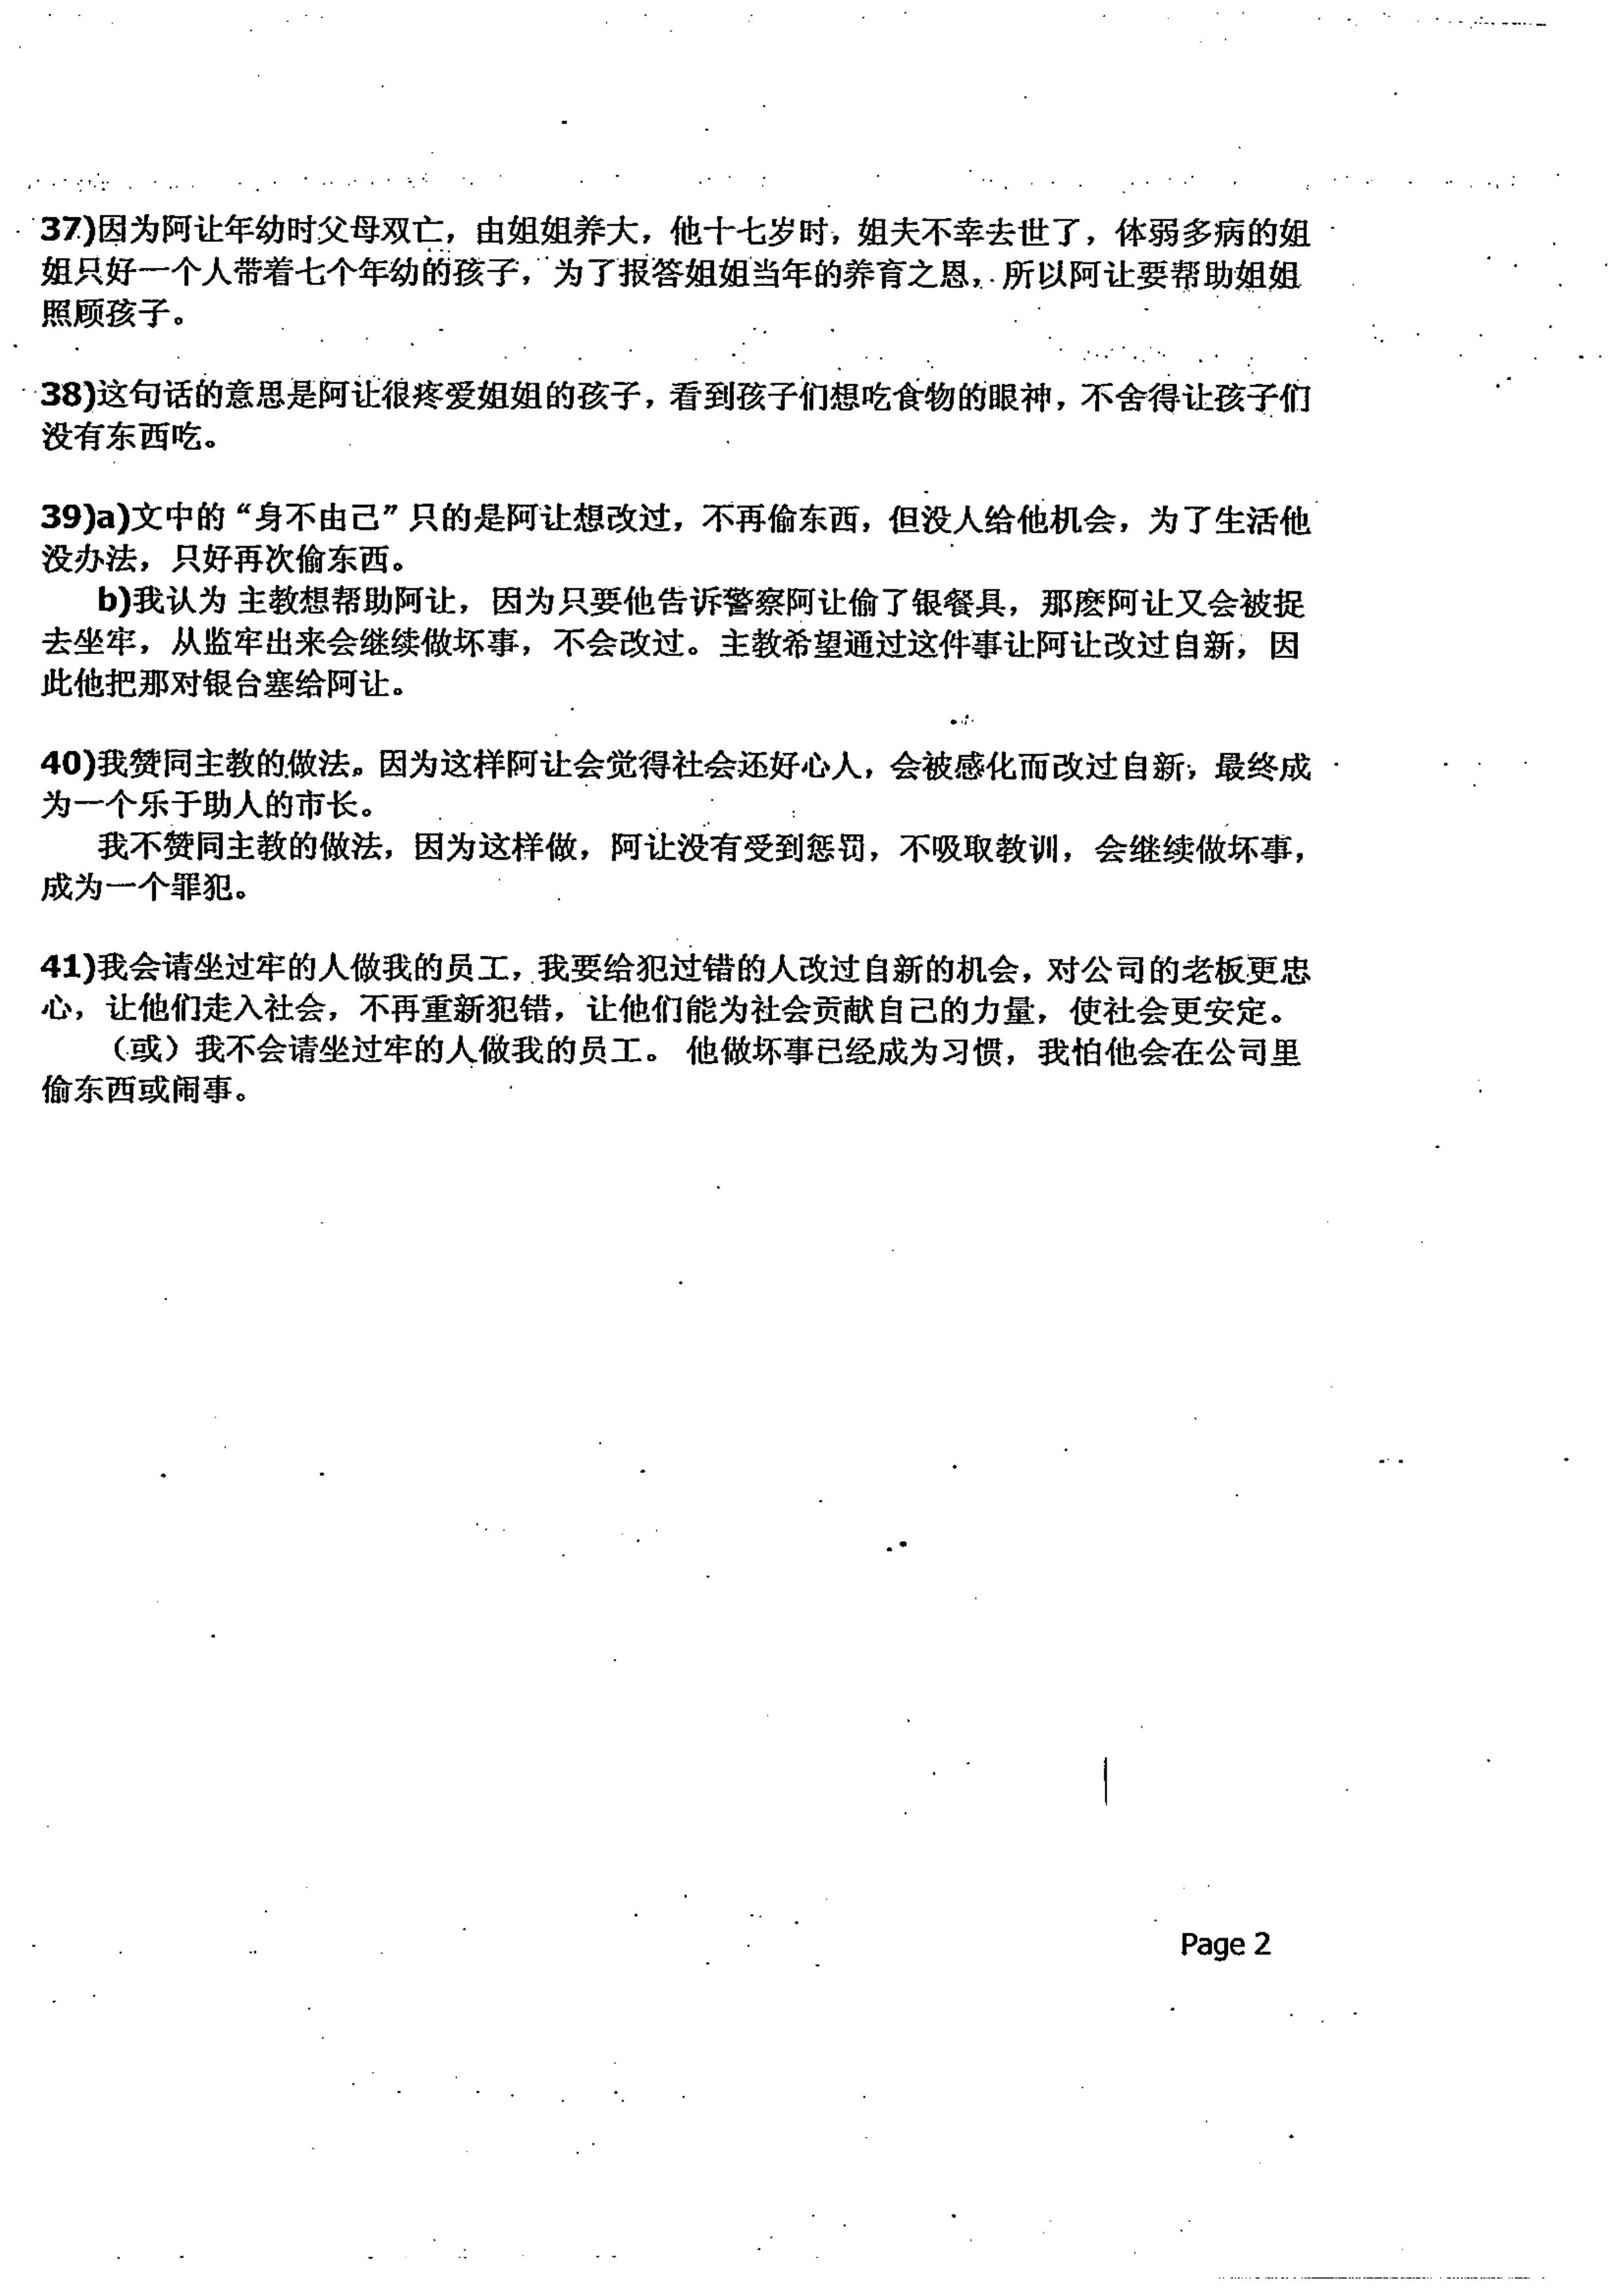 37)因为阿让年幼时父母双亡，由姐姐养大，他十七岁时，姐夫不幸去世了，体弱多病的姐
姐只好一个人带着七个年幼的孩子，为了报答姐姐当年的养育之恩，所以阿让要帮助姐姐
照顾孩子。
38)这句话的意思是阿让很疼爱姐姐的孩子，看到孩子们想吃食物的眼神，不舍得让孩子们
没有东西吃。
39)a)文中的“身不由己”只的是阿让想改过，不再偷东西，但没人给他机会，为了生活他
没办法，只好再次偷东西。
b)我认为 主教想帮助阿让，因为只要他告诉警察阿让偷了银餐具，那麽阿让又会被捉
去坐牢，从监牢出来会继续做坏事，不会改过。主教希望通过这件事让阿让改过自新，因
此他把那对银台塞给阿让。
40)我赞同主教的做法。因为这样阿让会觉得社会还好心人，会被感化而改过自新，最终成
为一个乐于助人的市长。
我不赞同主教的做法，因为这样做，阿让没有受到惩罚，不吸取教训，会继续做坏事，
成为一个罪犯。
41)我会请坐过牢的人做我的员工，我要给犯过错的人改过自新的机会，对公司的老板更忠
心，让他们走入社会，不再重新犯错，让他们能为社会贡献自己的力量，使社会更安定。
（或）我不会请坐过牢的人做我的员工。 他做坏事已经成为习惯，我怕他会在公司里
偷东西或闹事。
Page 2